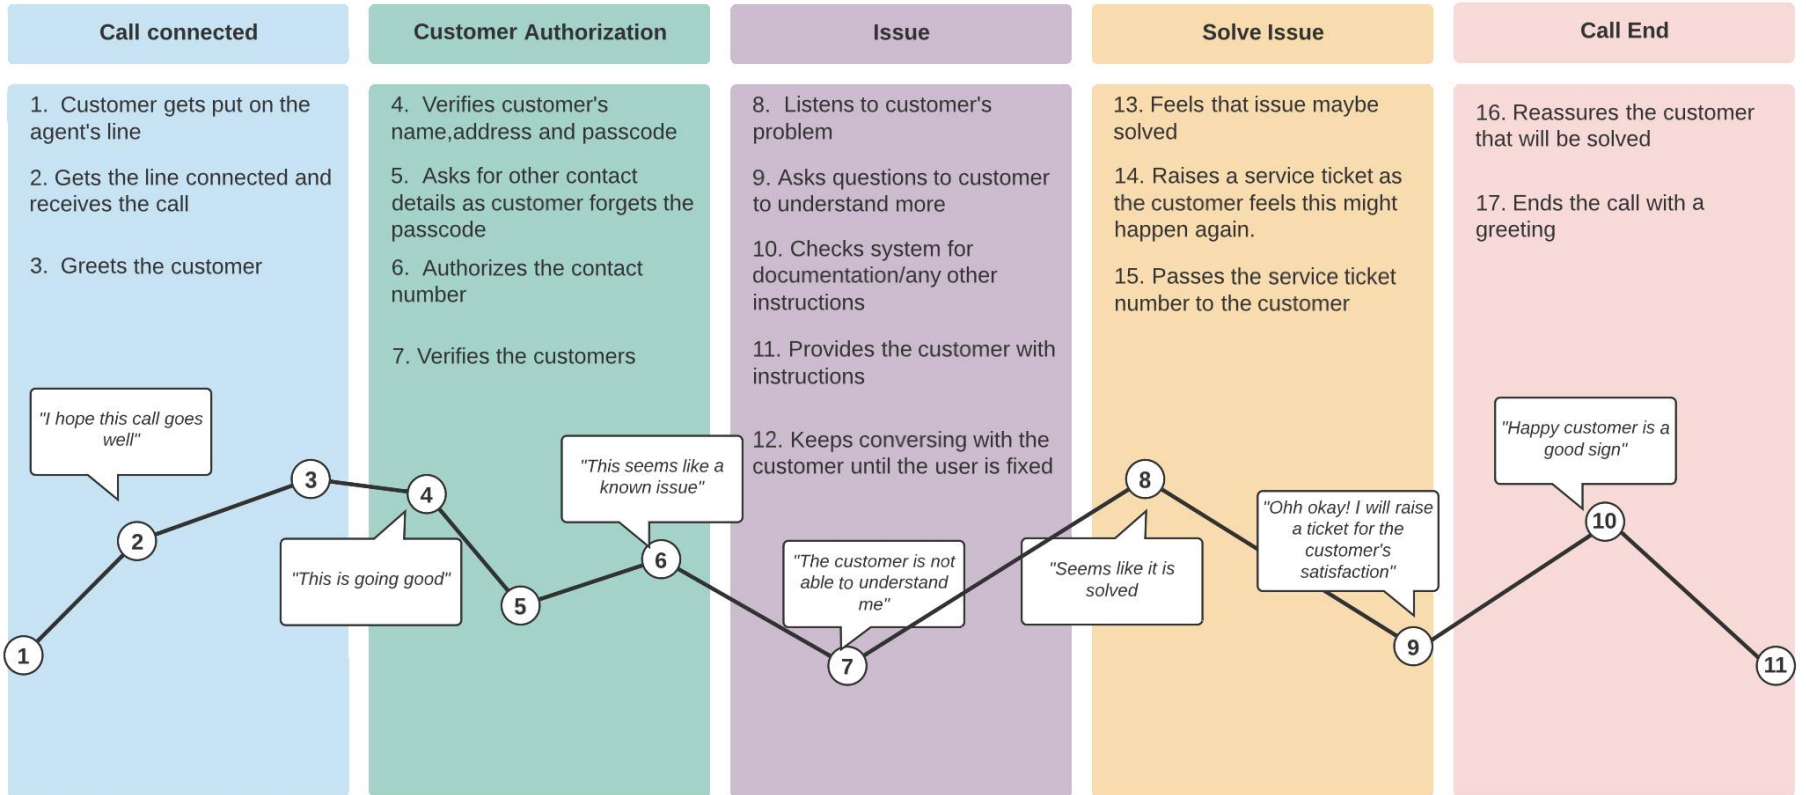 Call connected
Customer Authorization
Issue
Solve Issue
Call End
1. Customer gets put on the
agent's line
2. Gets the line connected and
receives the call
3. Greets the customer
4. Verifies customer's
name,address and passcode
5. Asks for other contact
details as customer forgets the
passcode
6. Authorizes the contact
number
7. Verifies the customers
8. Listens to customer's
problem
9. Asks questions to customer
to understand more
10. Checks system for
documentation/any other
instructions
11. Provides the customer with
instructions
12. Keeps conversing with the
customer until the user is fixed
13. Feels that issue maybe
solved
14. Raises a service ticket as
the customer feels this might
happen again.
15. Passes the service ticket
number to the customer
16. Reassures the customer
that will be solved
17. Ends the call with a
greeting
"I hope this call goes
well"
"This is going good"
"This seems like a
known issue"
"The customer is not
able to understand
me"
"Seems like it is
solved
"Ohh okay! I will raise
a ticket for the
customer's
satisfaction"
"Happy customer is a
good sign"
1
2
3
4
5
6
7
8
9
10
11